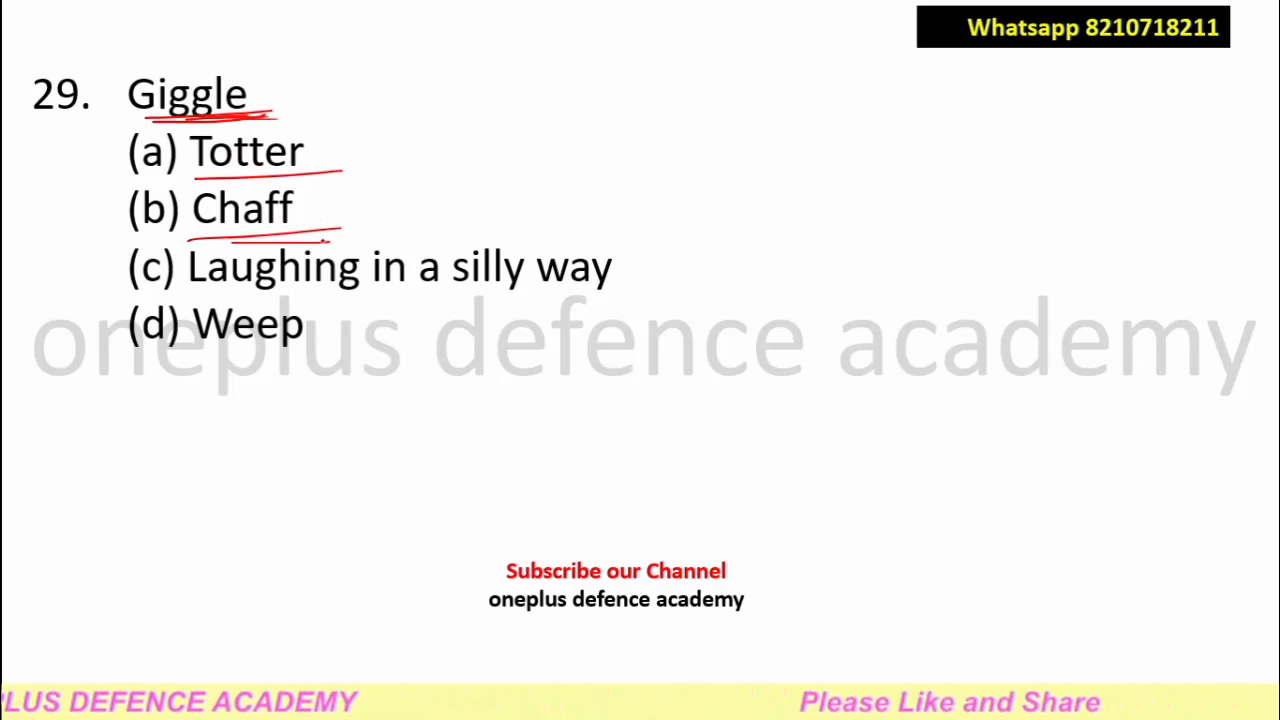 Whatsapp 8210718211
29. Giggle
(a) Totter
(b) Chaff
(c) Laughing in a silly way
(d) Weep
oneplus defence academy
Subscribe our Channel
oneplus defence academy
PLUS DEFENCE ACADEMY Please Like and Share